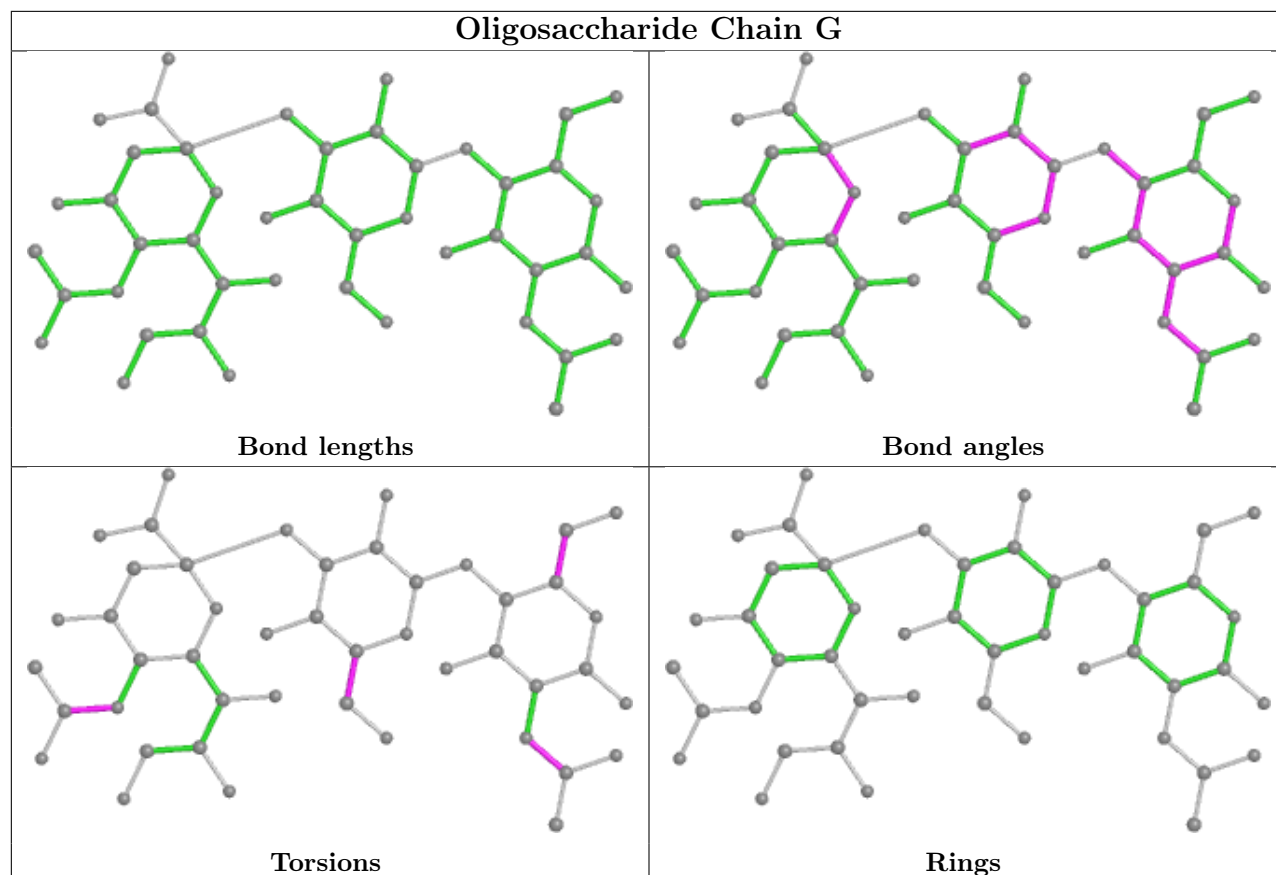 Oligosaccharide Chain G
Bond lengths
Bond angles
Torsions
Rings